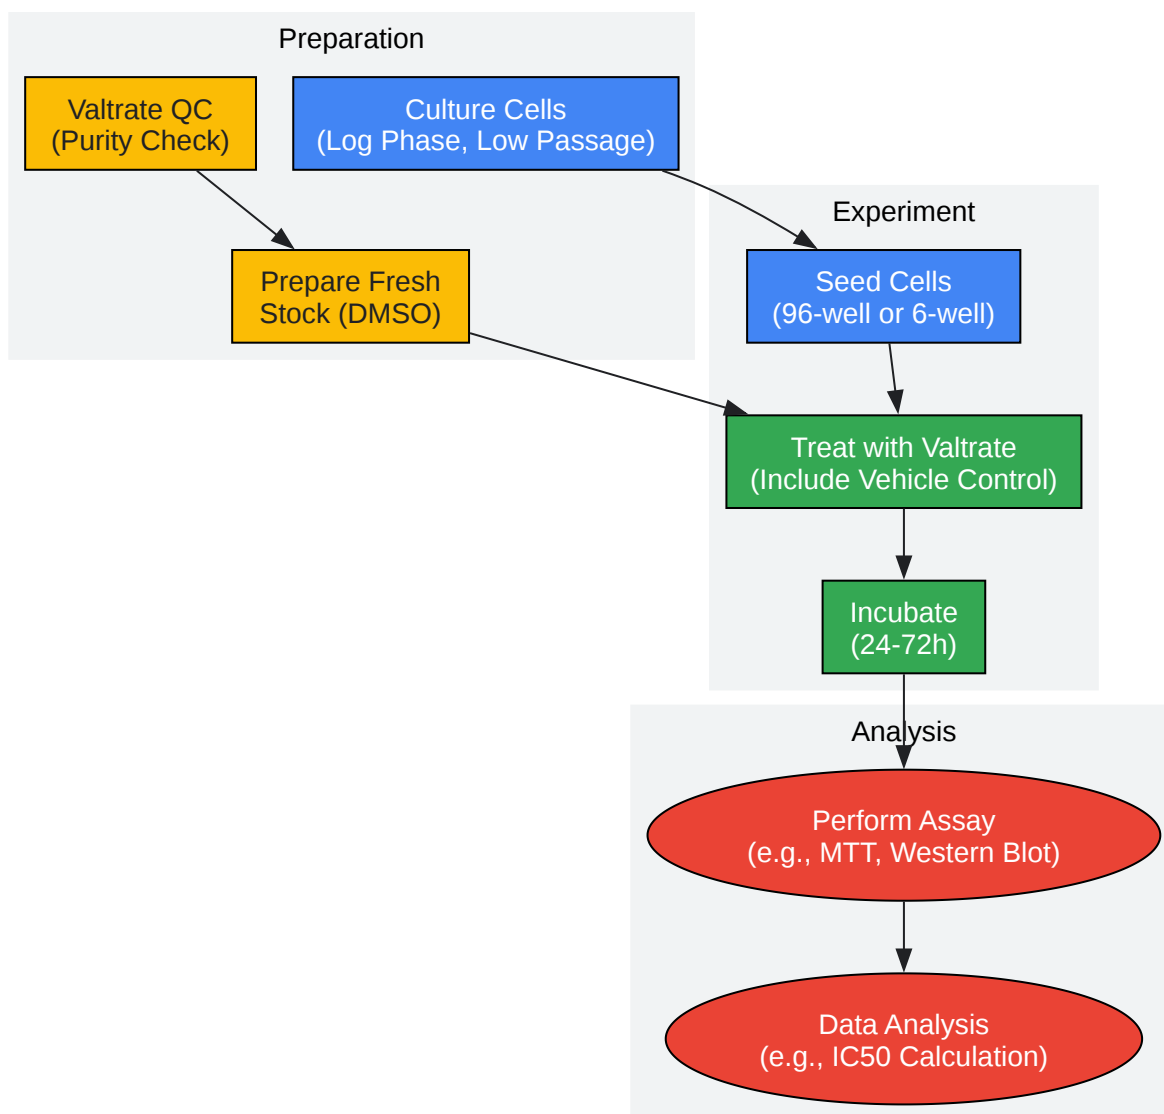 Preparation
Valtrate QC
(Purity Check)
Culture Cells
(Log Phase, Low Passage)
Prepare Fresh
Stock (DMSO)
Experiment
Seed Cells
(96-well or 6-well)
Treat with Valtrate
(Include Vehicle Control)
Incubate
(24-72h)
Analysis
Perform Assay
(e.g., MTT, Western Blot)
Data Analysis
(e.g., IC50 Calculation)